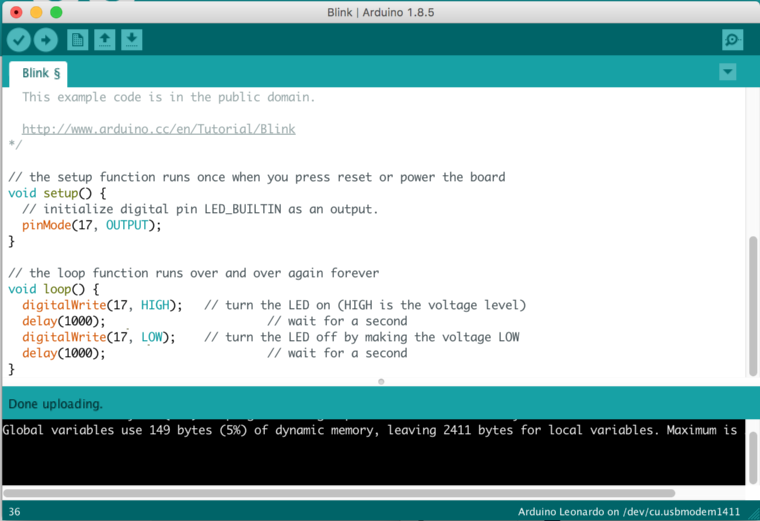 Blink | Arduino 1.8.5
Blink §
This example code is in the public domain.
http://www.arduino.cc/en/Tutorial/Blink
*/
// the setup function runs once when you press reset or power the board
void setup() {
// initialize digital pin LED_BUILTIN as an output.
pinMode(17, OUTPUT);
}
// the loop function runs over and over again forever
void loop() {
digitalWrite(17, HIGH);   // turn the LED on (HIGH is the voltage level)
delay(1000);                       // wait for a second
digitalWrite(17, LOW);    // turn the LED off by making the voltage LOW
delay(1000);                       // wait for a second
}
Done uploading.
Global variables use 149 bytes (5%) of dynamic memory, leaving 2411 bytes for local variables. Maximum is
36
Arduino Leonardo on /dev/cu.usbmodem1411